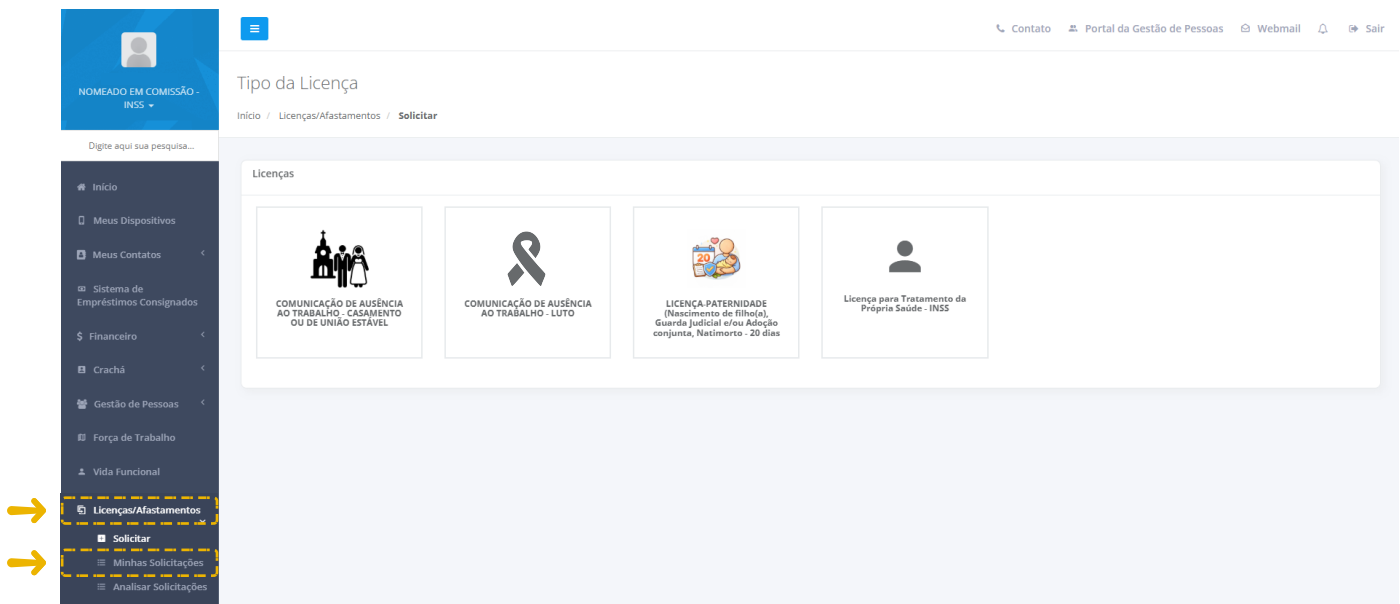 Contato
Portal da Gestão de Pessoas
Webmail
Sair
NOMEADO EM COMISSÃO -
INSS
Digite aqui sua pesquisa...
Início
Meus Dispositivos
Meus Contatos
Sistema de
Empréstimos Consignados
Financeiro
Crachá
Gestão de Pessoas
Força de Trabalho
Vida Funcional
Licenças/Afastamentos
Solicitar
Minhas Solicitações
Analisar Solicitações
Tipo da Licença
Início / Licenças/Afastamentos / Solicitar
Licenças
COMUNICAÇÃO DE AUSÊNCIA
AO TRABALHO - CASAMENTO
OU DE UNIÃO ESTÁVEL
COMUNICAÇÃO DE AUSÊNCIA
AO TRABALHO - LUTO
20
LICENÇA-PATERNIDADE
(Nascimento de filho(a),
Guarda Judicial e/ou Adoção
conjunta, Natimorto - 20 dias
Licença para Tratamento da
Própria Saúde - INSS